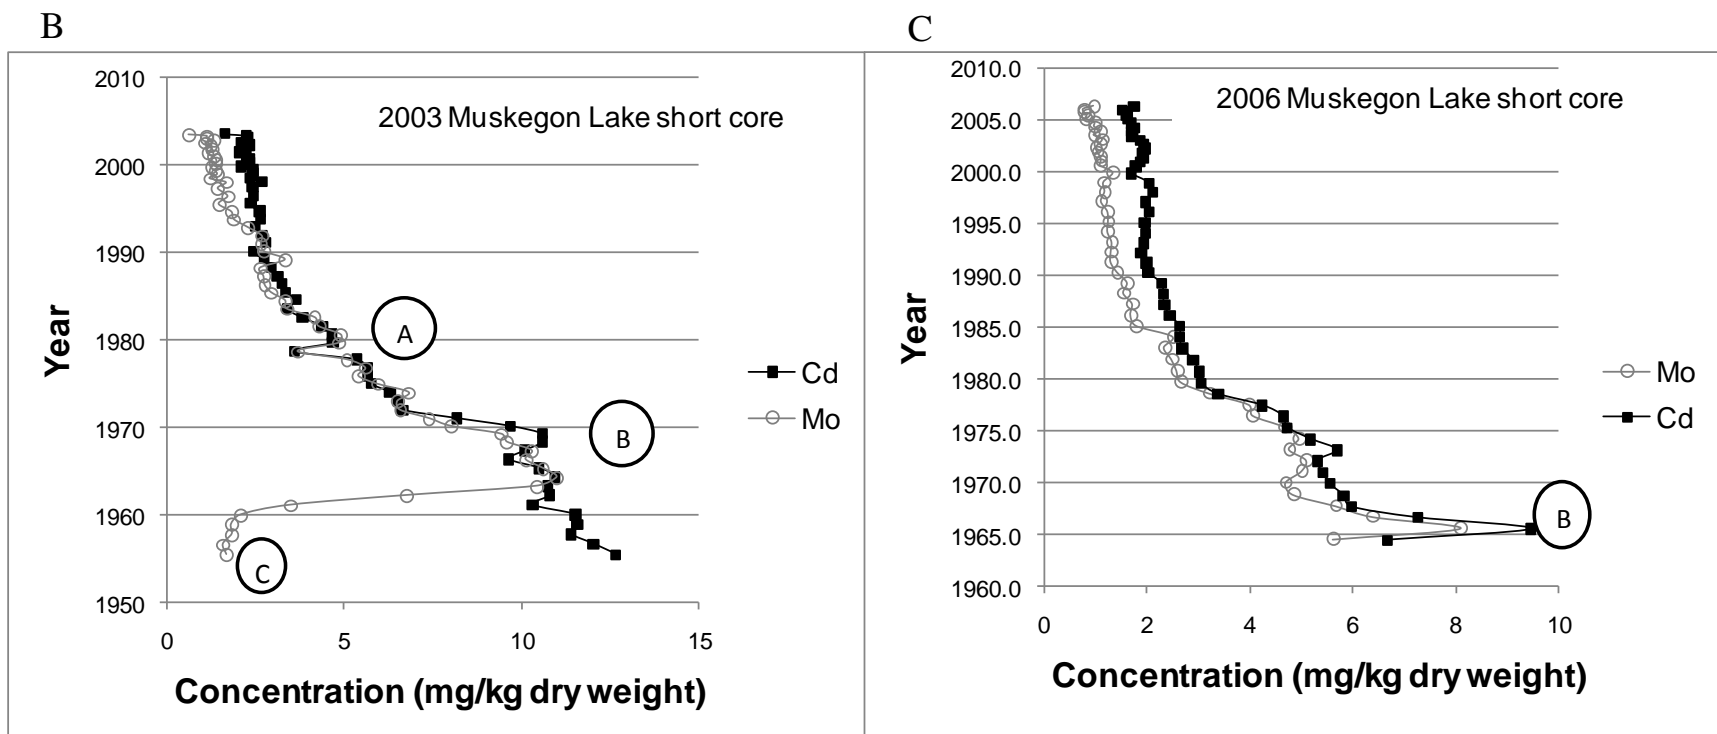 B
2003 Muskegon Lake short core
2010
2000
1990
1980
1970
1960
1950
Year
A
B
C
Cd
Mo
0 5 10 15
Concentration (mg/kg dry weight)
C
2006 Muskegon Lake short core
2010.0
2005.0
2000.0
1995.0
1990.0
1985.0
1980.0
1975.0
1970.0
1965.0
1960.0
Year
B
Mo
Cd
0 2 4 6 8 10
Concentration (mg/kg dry weight)